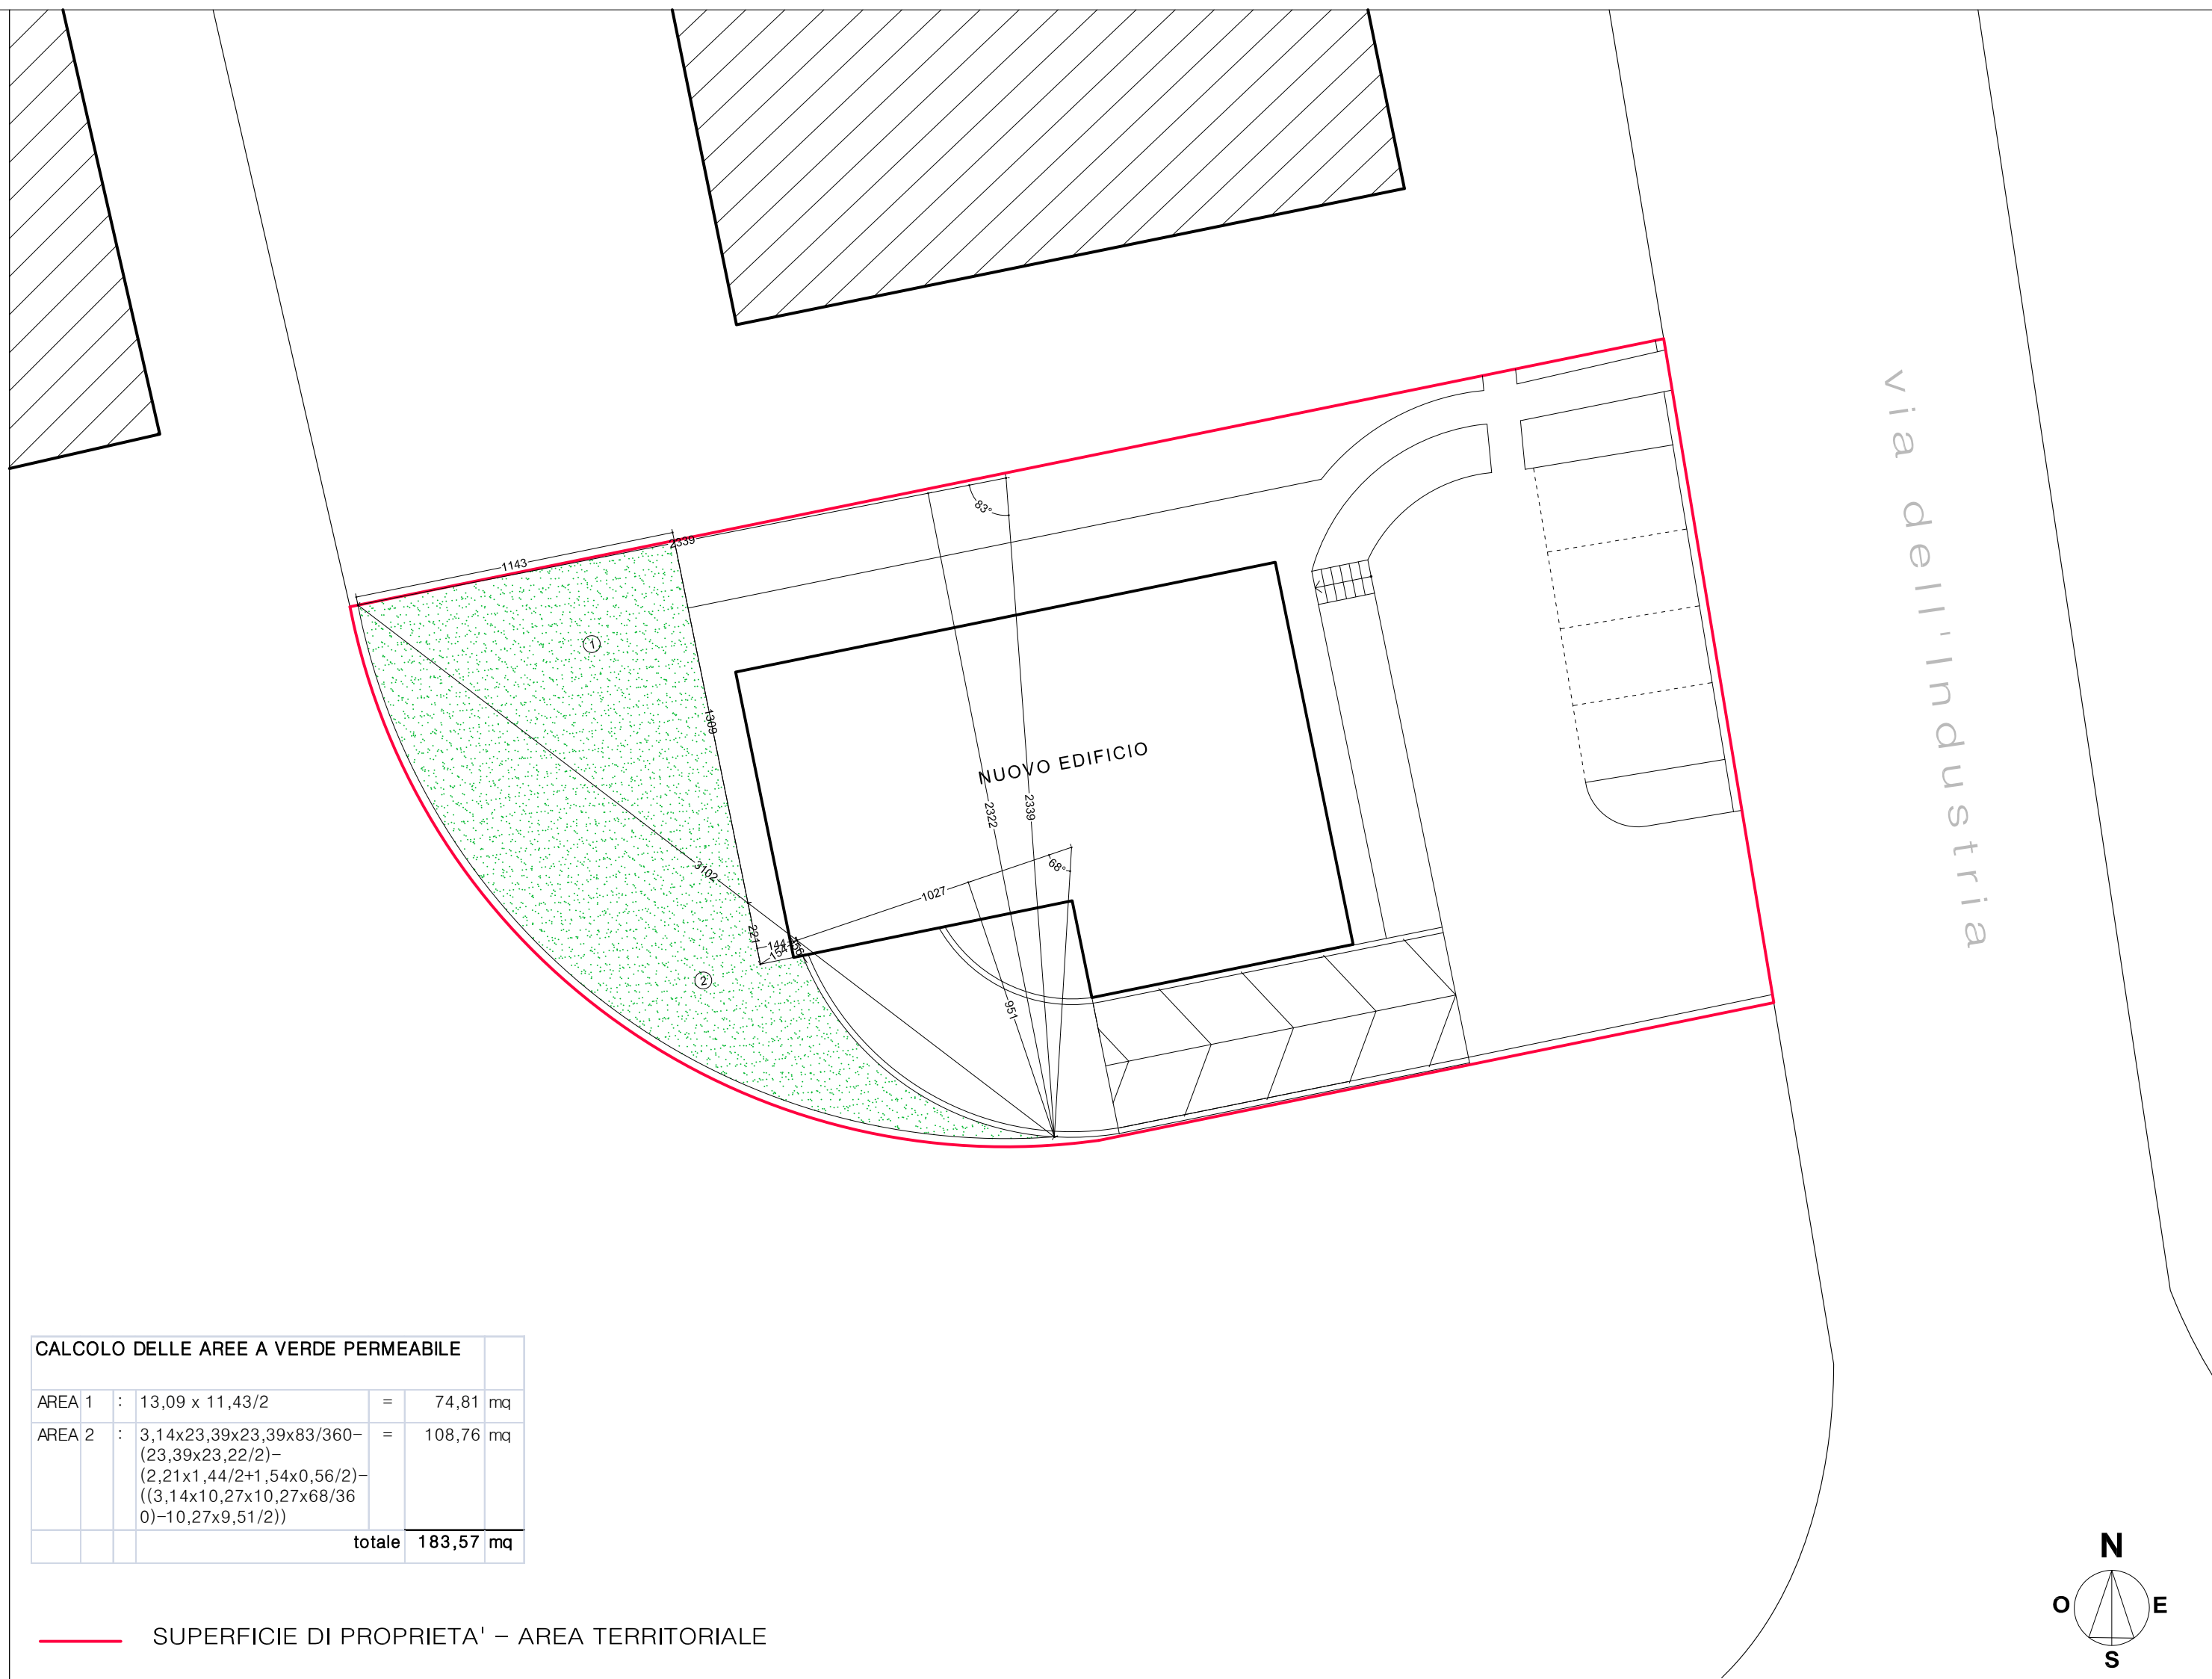 via dell'Industria
83°
2339
1143
1
1309
NUOVO EDIFICIO
2322
2339
68°
3102
1027
221
144
154
56
2
951
CALCOLO DELLE AREE A VERDE PERMEABILE
AREA 1 : 13,09 x 11,43/2 = 74,81 mq
AREA 2 : 3,14x23,39x23,39x83/360– = 108,76 mq
(23,39x23,22/2)–
(2,21x1,44/2+1,54x0,56/2)–
((3,14x10,27x10,27x68/36
0)–10,27x9,51/2))
totale 183,57 mq
SUPERFICIE DI PROPRIETA' – AREA TERRITORIALE
N
O E
S